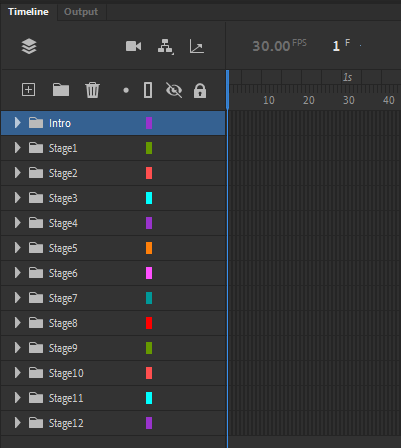 Timeline Output
30.00 FPS 1 F
1s
10 20 30 40
Intro
Stage1
Stage2
Stage3
Stage4
Stage5
Stage6
Stage7
Stage8
Stage9
Stage10
Stage11
Stage12